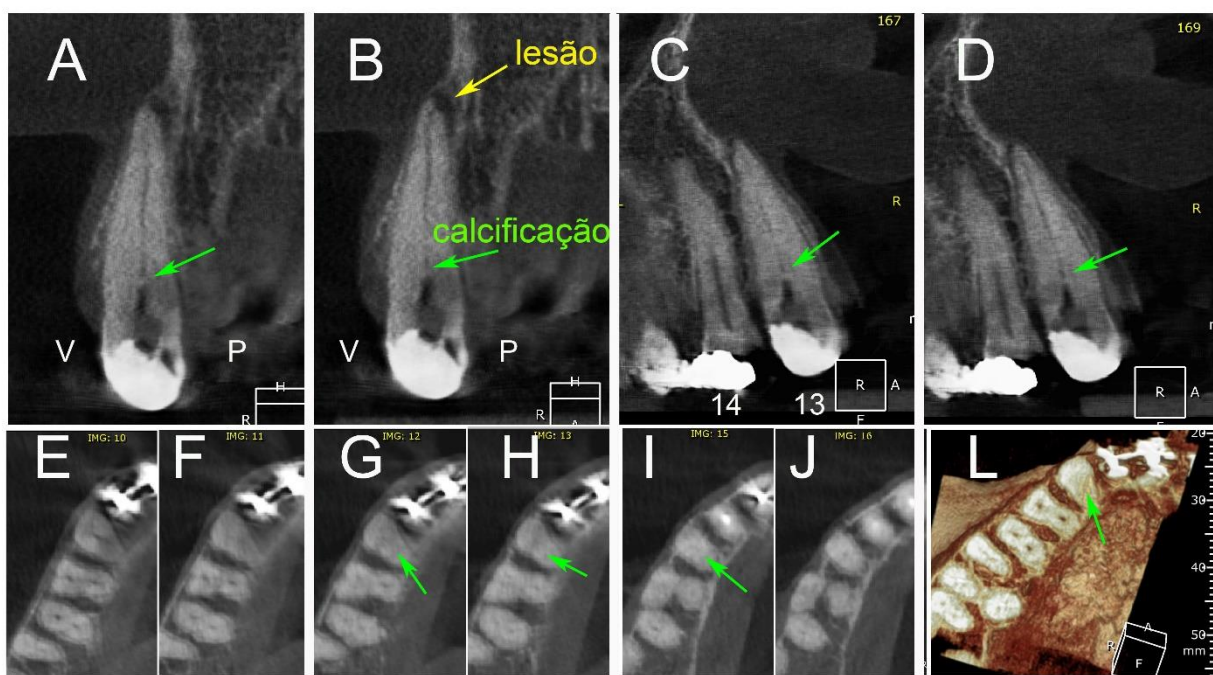 A
V
P
H
R
B
lesão
calcificação
V
P
H
R
A
C
167
R
14
13
R
A
F
D
169
R
R
A
E
IMG: 10
F
IMG: 11
G
IMG: 12
H
IMG: 13
I
IMG: 15
J
IMG: 16
L
20
30
40
50
mm
A
R
F